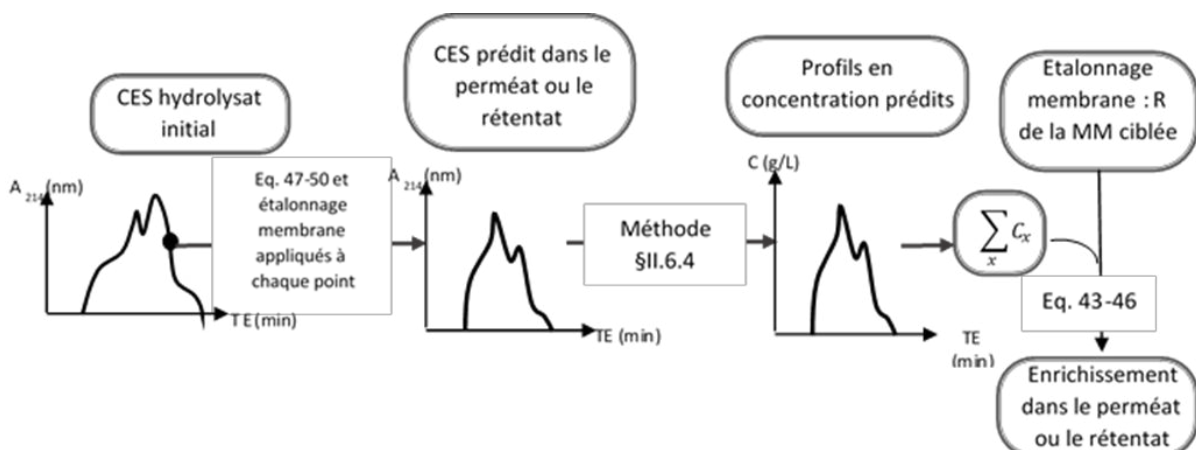 CES hydrolysat
initial
A 214 (nm)
TE (min)
Eq. 47-50 et
étalonnage
membrane
appliqués à
chaque point
CES prédit dans le
perméat ou le
rétentat
A 214 (nm)
TE (min)
Méthode
§II.6.4
Profils en
concentration prédits
C (g/L)
TE
(min)
∑ Cx
x
Etalonnage
membrane : R
de la MM ciblée
Eq. 43-46
Enrichissement
dans le perméat
ou le rétentat